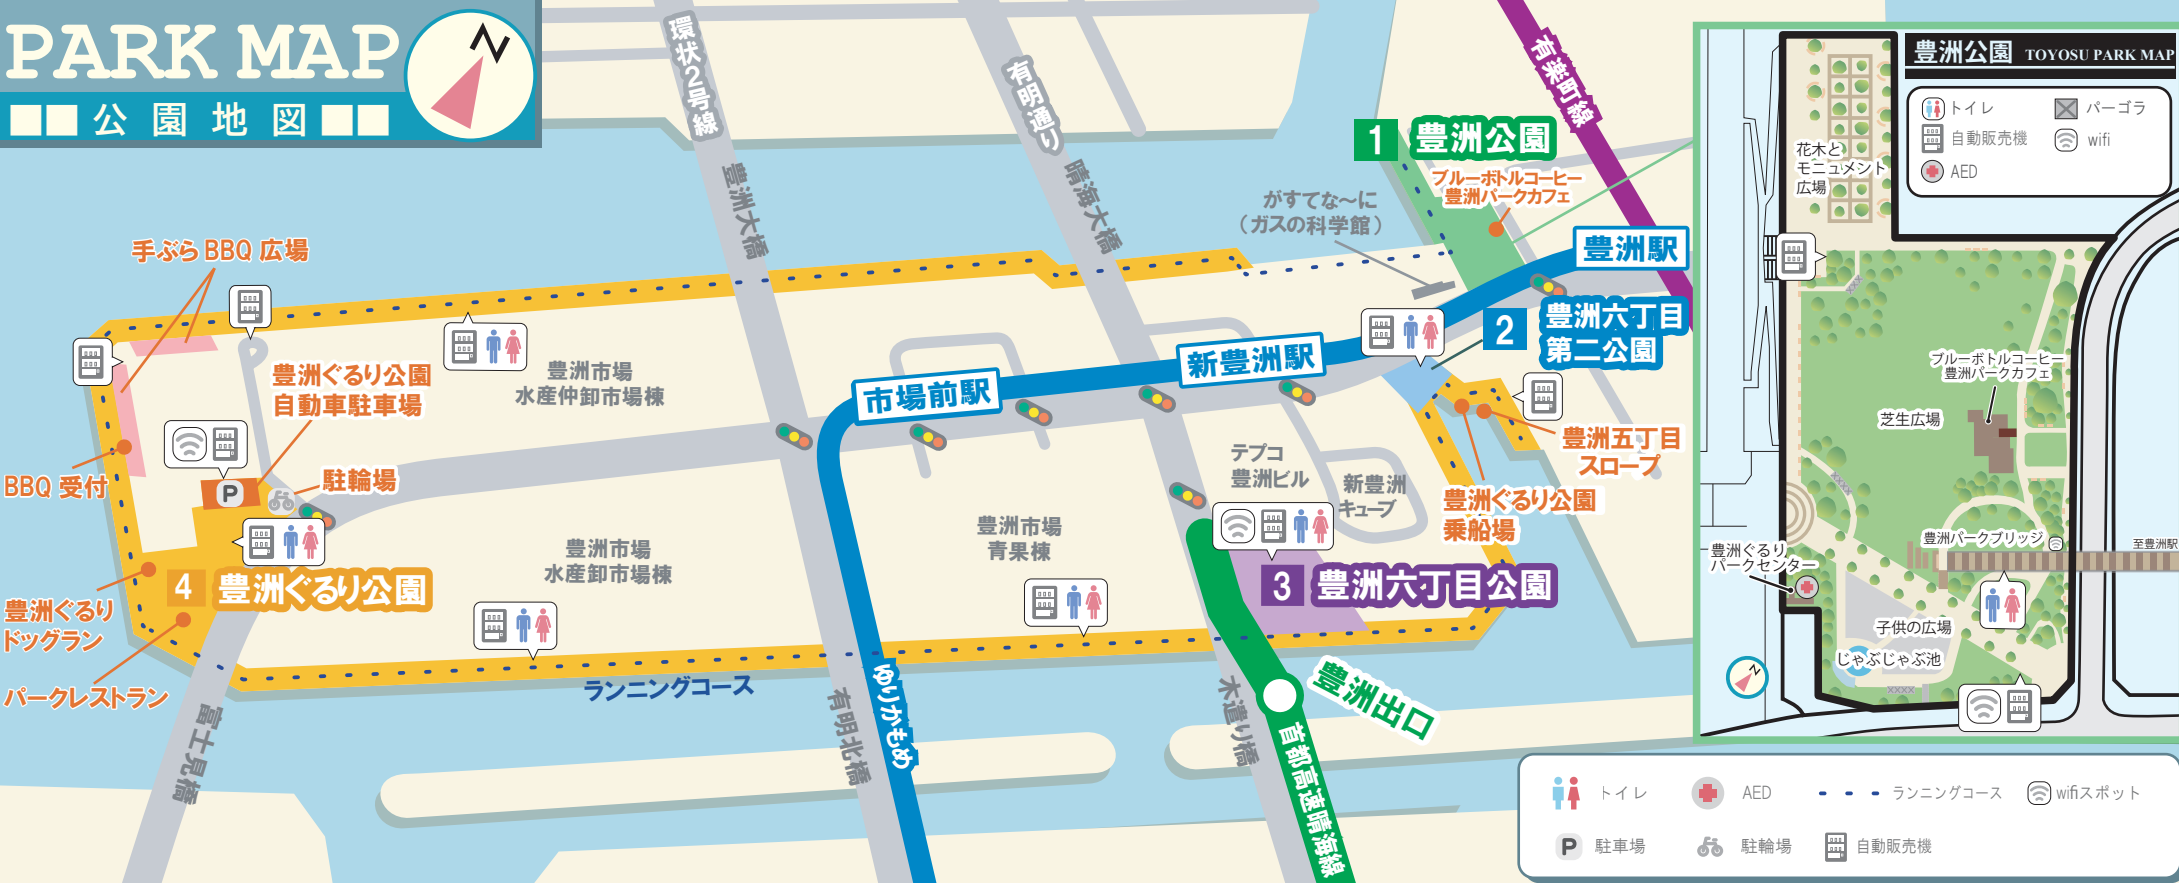 PARK MAP
公園地図
N
環状2号線
有明通り
有楽町線
豊洲大橋
晴海大橋
1 豊洲公園
ブルーボトルコーヒー
豊洲パークカフェ
がすてな〜に
（ガスの科学館）
豊洲駅
2 豊洲六丁目
第二公園
新豊洲駅
市場前駅
手ぶら BBQ 広場
豊洲ぐるり公園
自動車駐車場
豊洲市場
水産仲卸市場棟
BBQ 受付
P
駐輪場
テプコ
豊洲ビル
新豊洲
キューブ
豊洲五丁目
スロープ
豊洲ぐるり公園
乗船場
豊洲市場
青果棟
豊洲市場
水産卸市場棟
3 豊洲六丁目公園
4 豊洲ぐるり公園
豊洲ぐるり
ドッグラン
パークレストラン
ランニングコース
富士見橋
有明北橋
ゆりかもめ
木遣り橋
豊洲出口
首都高速晴海線
豊洲公園 TOYOSU PARK MAP
トイレ
パーゴラ
自動販売機
wifi
AED
花木と
モニュメント
広場
ブルーボトルコーヒー
豊洲パークカフェ
芝生広場
豊洲パークブリッジ
至豊洲駅
豊洲ぐるり
パークセンター
子供の広場
じゃぶじゃぶ池
N
トイレ
AED
ランニングコース
wifiスポット
P 駐車場
駐輪場
自動販売機